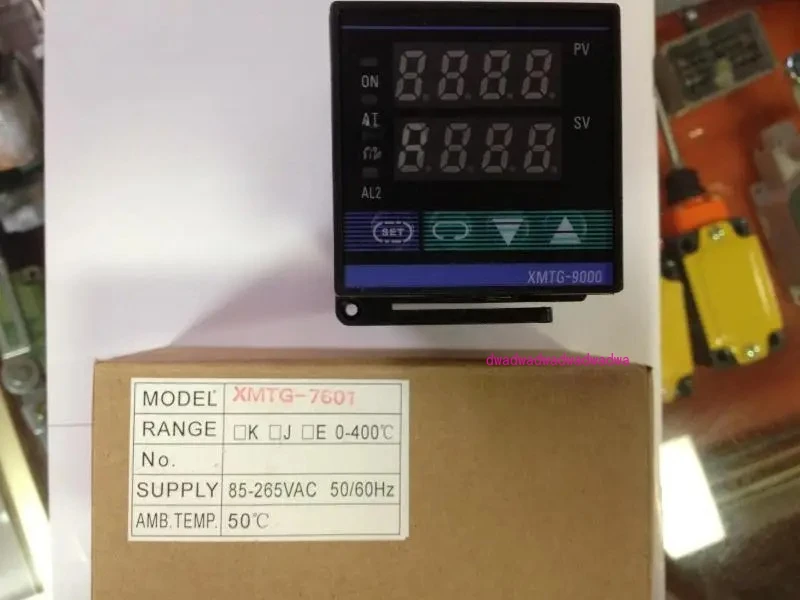 PV
ON
AT
SV
AL2
SET
XMTG-9000
MODEL XMTG-7601
RANGE □K □J □E 0-400℃
No.
SUPPLY 85-265VAC 50/60Hz
AMB.TEMP. 50℃